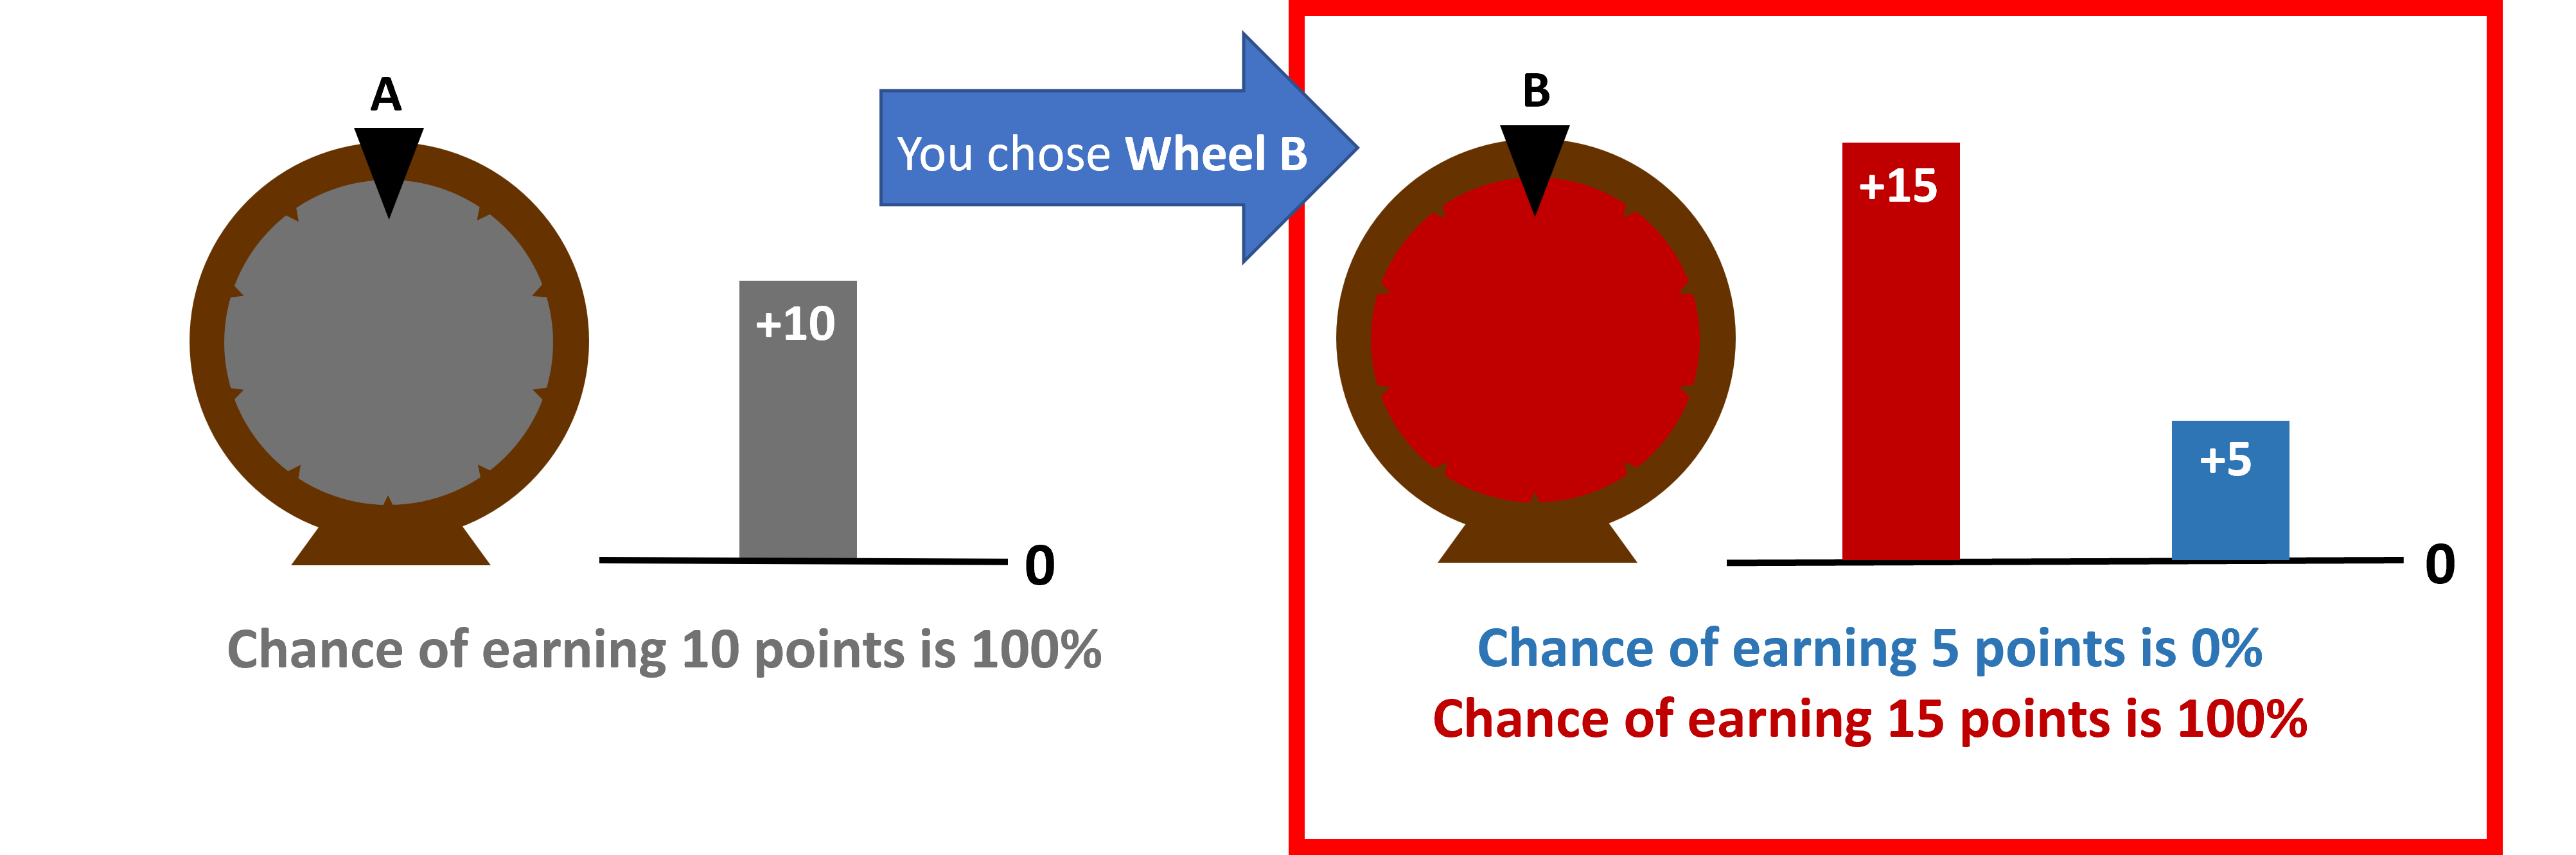 A
+10
0
Chance of earning 10 points is 100%
You chose Wheel B
B
+15
+5
0
Chance of earning 5 points is 0%
Chance of earning 15 points is 100%